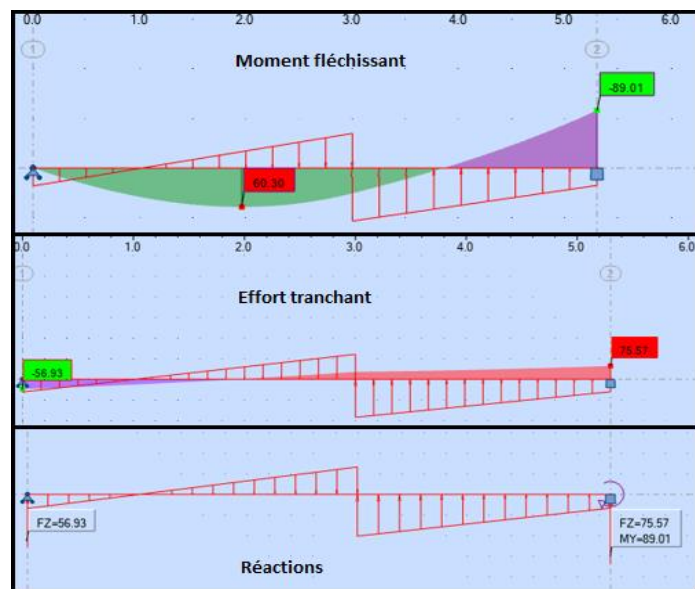 0.0 1.0 2.0 3.0 4.0 5.0 6.0
1 2
Moment fléchissant
-89.01
60.30
0.0 1.0 2.0 3.0 4.0 5.0 6.0
1 2
Effort tranchant
-56.93 75.57
FZ=56.93 FZ=75.57
MY=89.01
Réactions